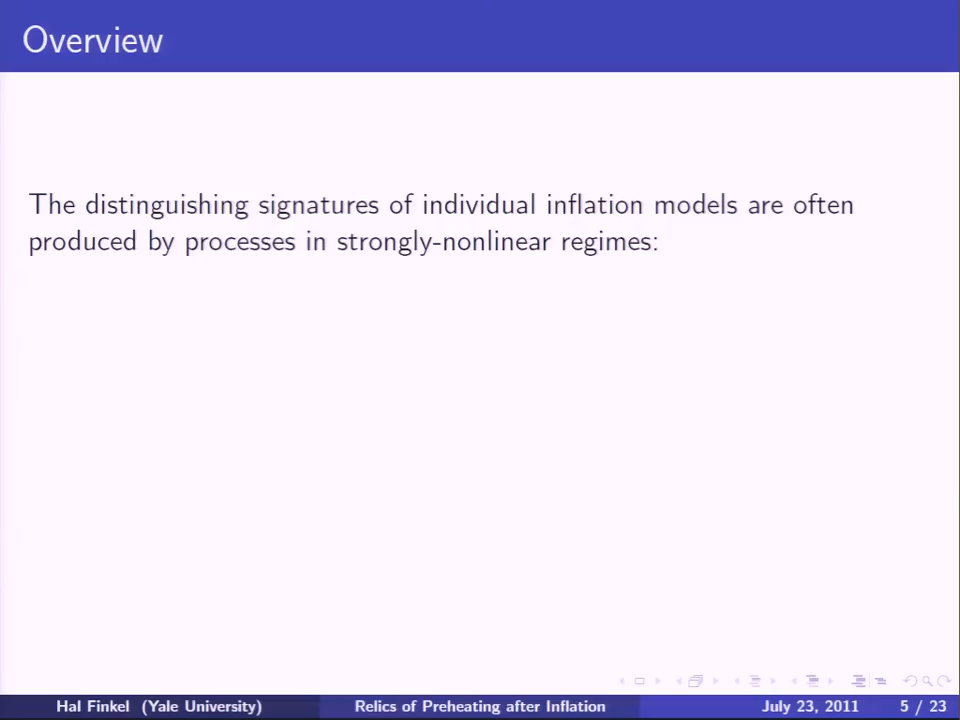 Overview
The distinguishing signatures of individual inflation models are often
produced by processes in strongly-nonlinear regimes:
Hal Finkel (Yale University) Relics of Preheating after Inflation July 23, 2011 5 / 23